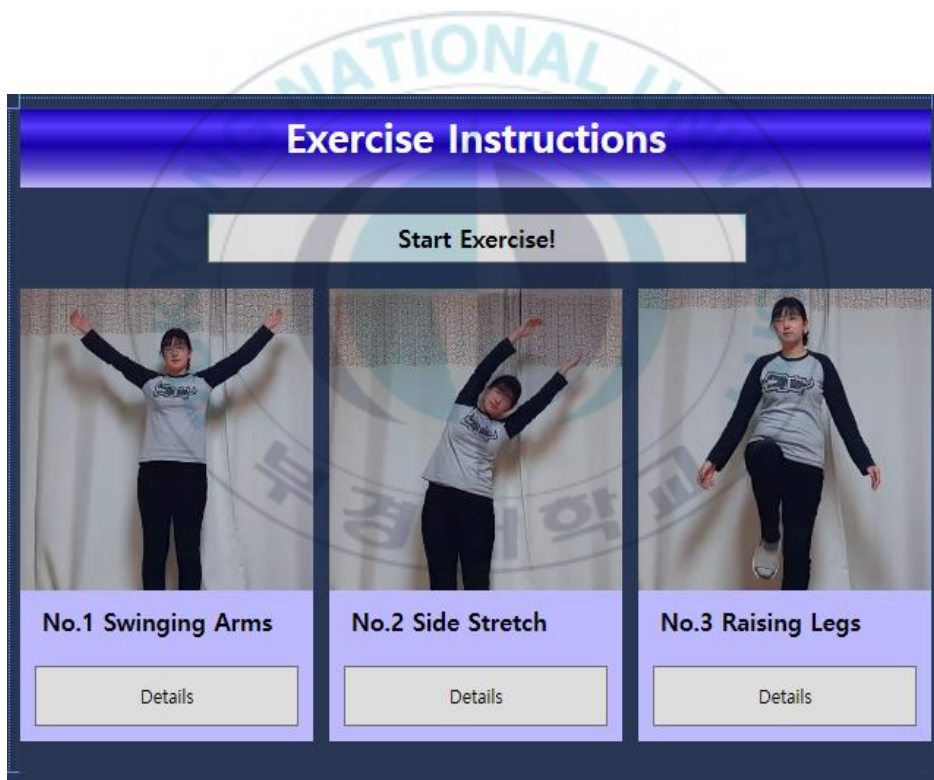 Exercise Instructions
Start Exercise!
No.1 Swinging Arms
No.2 Side Stretch
No.3 Raising Legs
Details
Details
Details